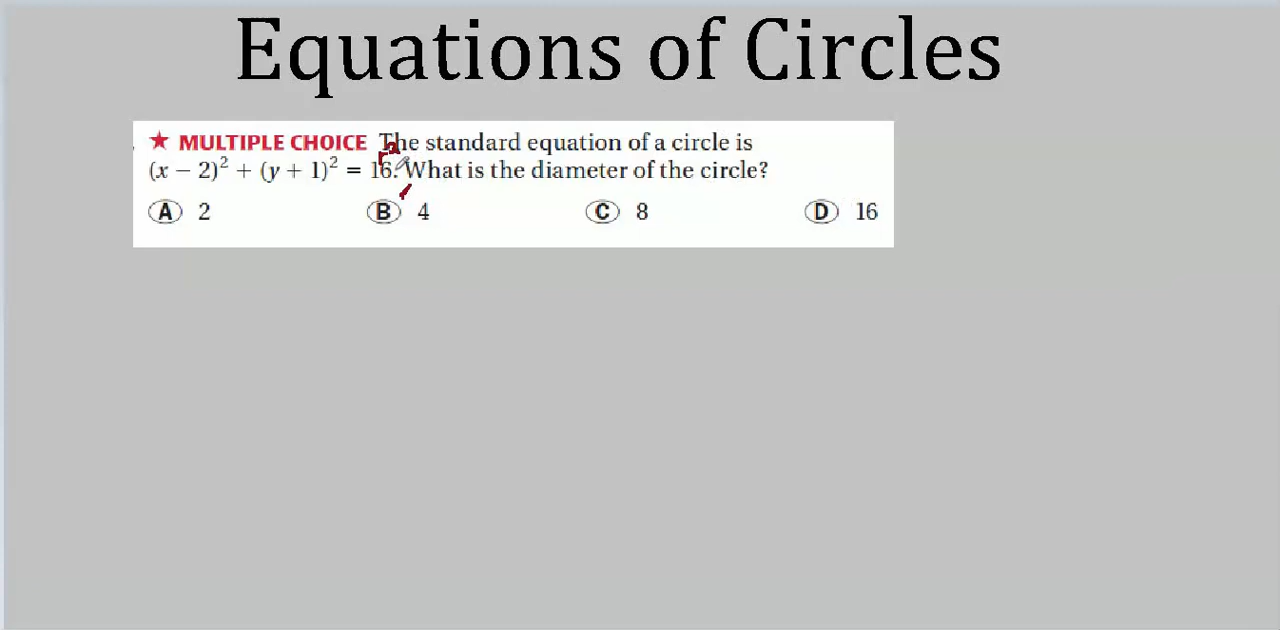 Equations of Circles
★ MULTIPLE CHOICE The standard equation of a circle is
r²
(x − 2)² + (y + 1)² = 16. What is the diameter of the circle?
A 2 B 4 C 8 D 16